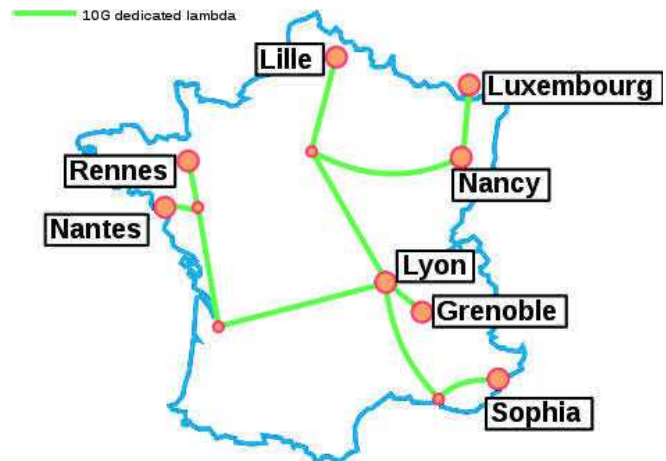 10G dedicated lambda
Lille
Luxembourg
Rennes
Nancy
Nantes
Lyon
Grenoble
Sophia